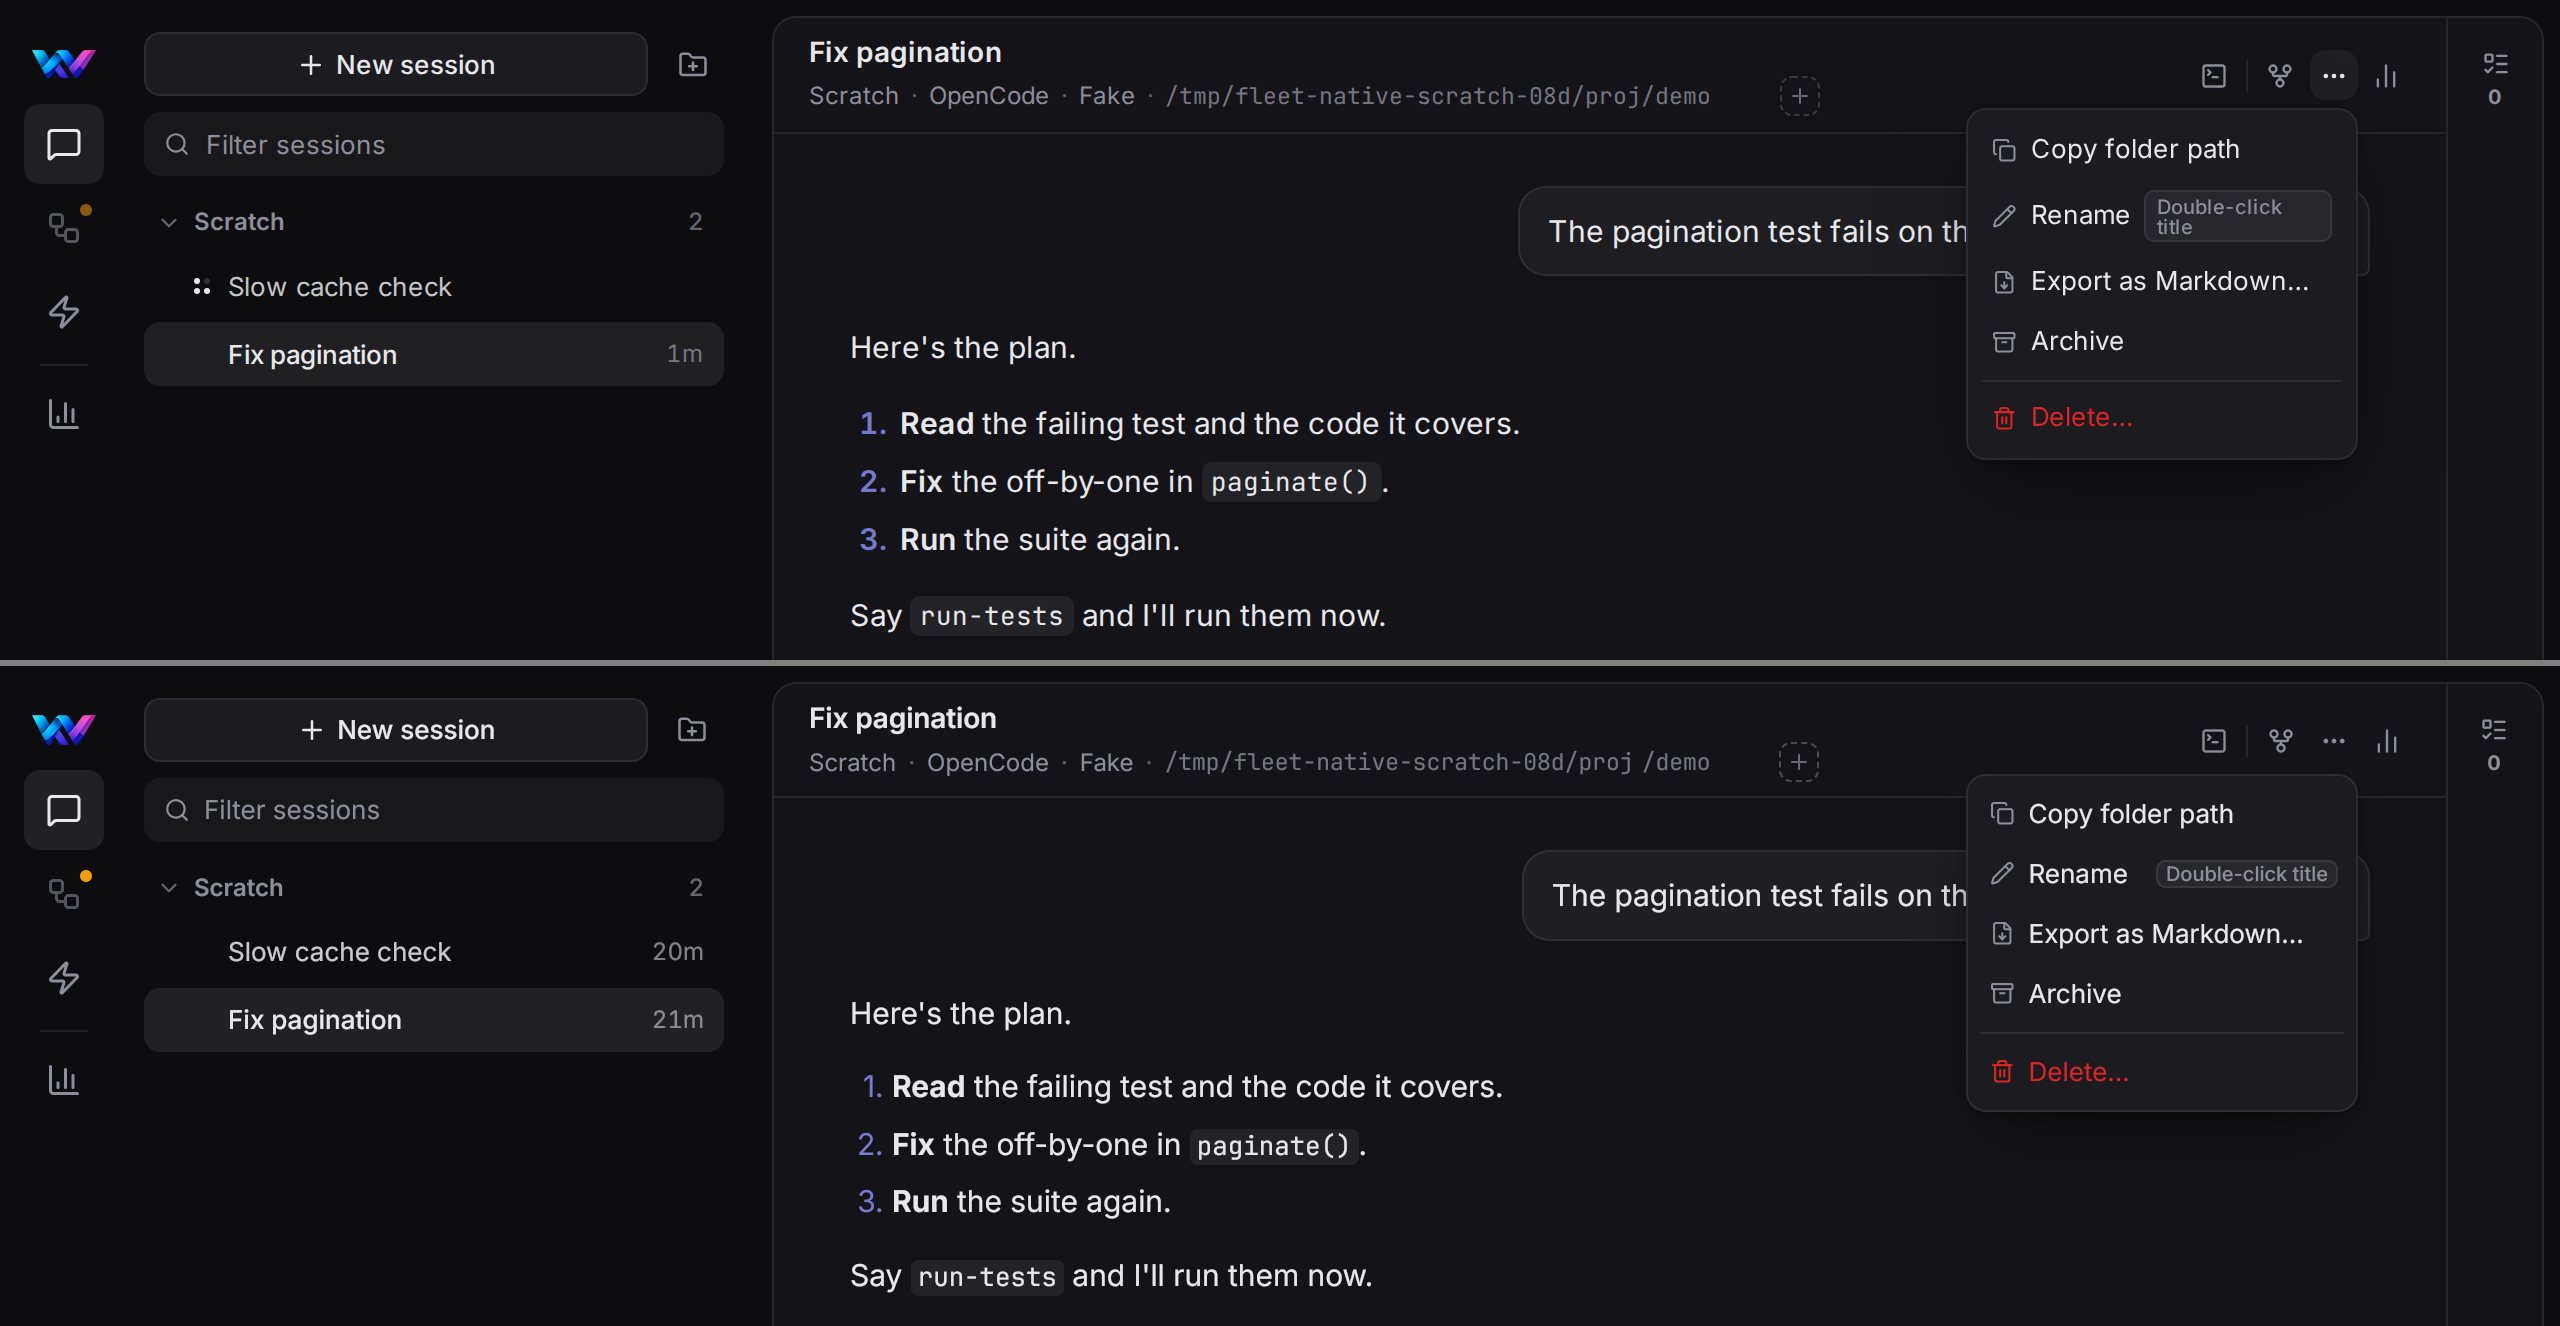 New session
Filter sessions
Scratch 2
Slow cache check
Fix pagination 1m
Fix pagination
Scratch · OpenCode · Fake · /tmp/fleet-native-scratch-08d/proj/demo
0
The pagination test fails on th
Here's the plan.
1. Read the failing test and the code it covers.
2. Fix the off-by-one in paginate().
3. Run the suite again.
Say run-tests and I'll run them now.
Copy folder path
Rename Double-click
title
Export as Markdown...
Archive
Delete...
New session
Filter sessions
Scratch 2
Slow cache check 20m
Fix pagination 21m
Fix pagination
Scratch · OpenCode · Fake · /tmp/fleet-native-scratch-08d/proj /demo
0
The pagination test fails on th
Here's the plan.
1. Read the failing test and the code it covers.
2. Fix the off-by-one in paginate().
3. Run the suite again.
Say run-tests and I'll run them now.
Copy folder path
Rename Double-click title
Export as Markdown...
Archive
Delete...